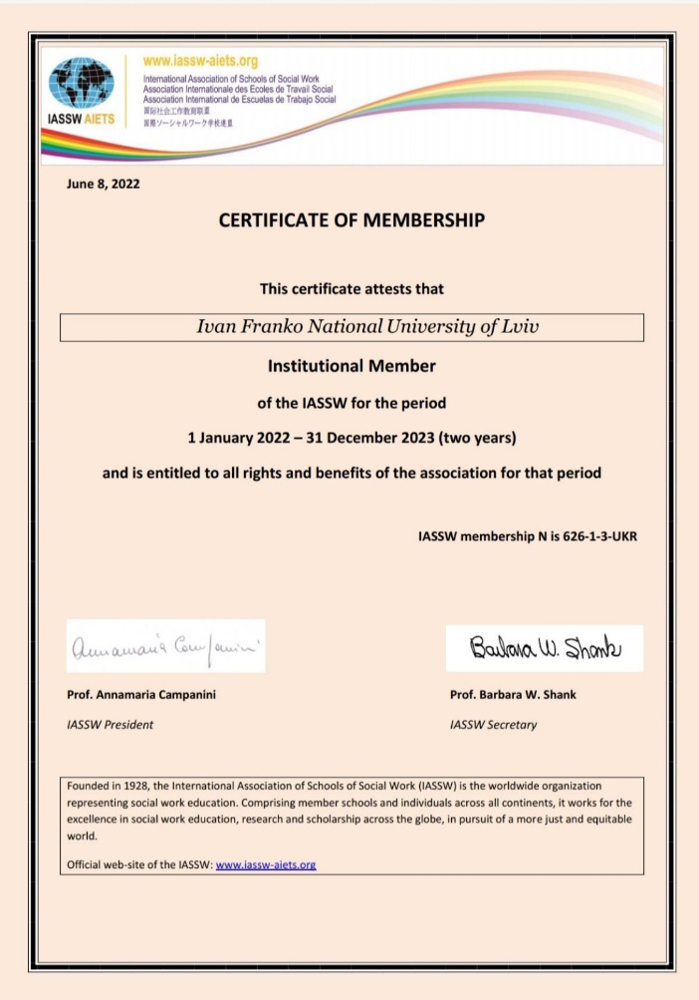 www.iassw-aiets.org
International Association of Schools of Social Work
Association Internationale des Ecoles de Travail Social
Association Internacional de Escuelas de Trabajo Social
国际社会工作教育联盟
国際ソーシャルワーク学校連盟
IASSW AIETS
June 8, 2022
CERTIFICATE OF MEMBERSHIP
This certificate attests that
Ivan Franko National University of Lviv
Institutional Member
of the IASSW for the period
1 January 2022 – 31 December 2023 (two years)
and is entitled to all rights and benefits of the association for that period
IASSW membership N is 626-1-3-UKR
Annamaria Campanini
Barbara W. Shank
Prof. Annamaria Campanini
Prof. Barbara W. Shank
IASSW President
IASSW Secretary
Founded in 1928, the International Association of Schools of Social Work (IASSW) is the worldwide organization
representing social work education. Comprising member schools and individuals across all continents, it works for the
excellence in social work education, research and scholarship across the globe, in pursuit of a more just and equitable
world.
Official web-site of the IASSW: www.iassw-aiets.org